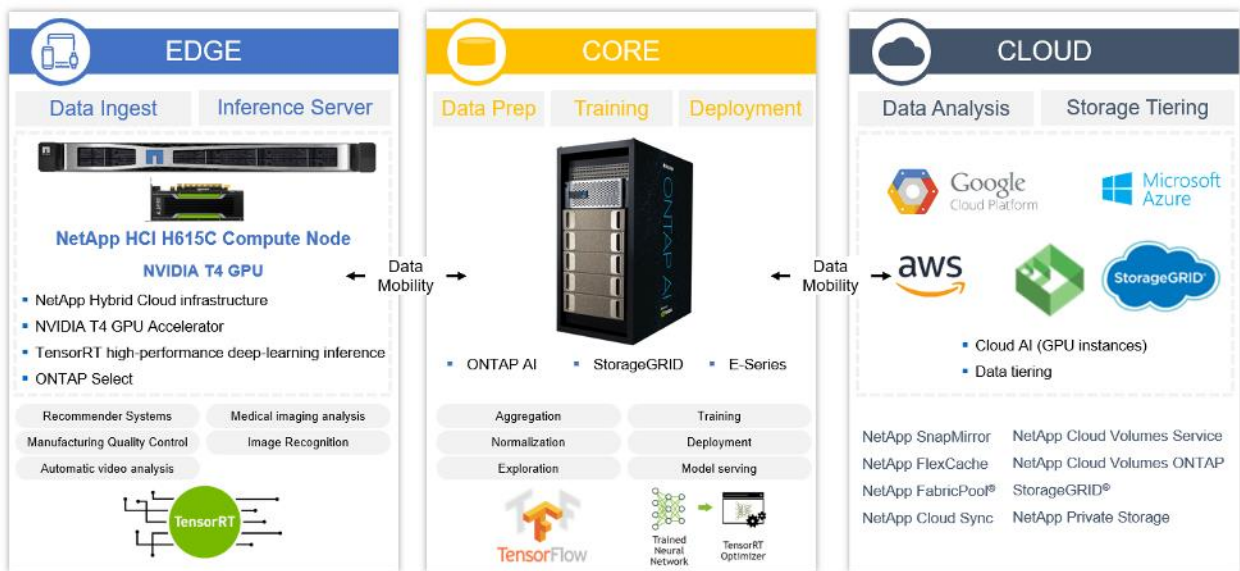 EDGE
Data Ingest
Inference Server
NetApp HCI H615C Compute Node
NVIDIA T4 GPU
▪ NetApp Hybrid Cloud infrastructure
▪ NVIDIA T4 GPU Accelerator
▪ TensorRT high-performance deep-learning inference
▪ ONTAP Select
Recommender Systems
Medical imaging analysis
Manufacturing Quality Control
Image Recognition
Automatic video analysis
TensorRT
Data
Mobility
CORE
Data Prep
Training
Deployment
ONTAP AI
▪ ONTAP AI
▪ StorageGRID
▪ E-Series
Aggregation
Training
Normalization
Deployment
Exploration
Model serving
TensorFlow
Trained
Neural
Network
TensorRT
Optimizer
Data
Mobility
CLOUD
Data Analysis
Storage Tiering
Google
Cloud Platform
Microsoft
Azure
aws
StorageGRID
▪ Cloud AI (GPU instances)
▪ Data tiering
NetApp SnapMirror
NetApp Cloud Volumes Service
NetApp FlexCache
NetApp Cloud Volumes ONTAP
NetApp FabricPool®
StorageGRID®
NetApp Cloud Sync
NetApp Private Storage